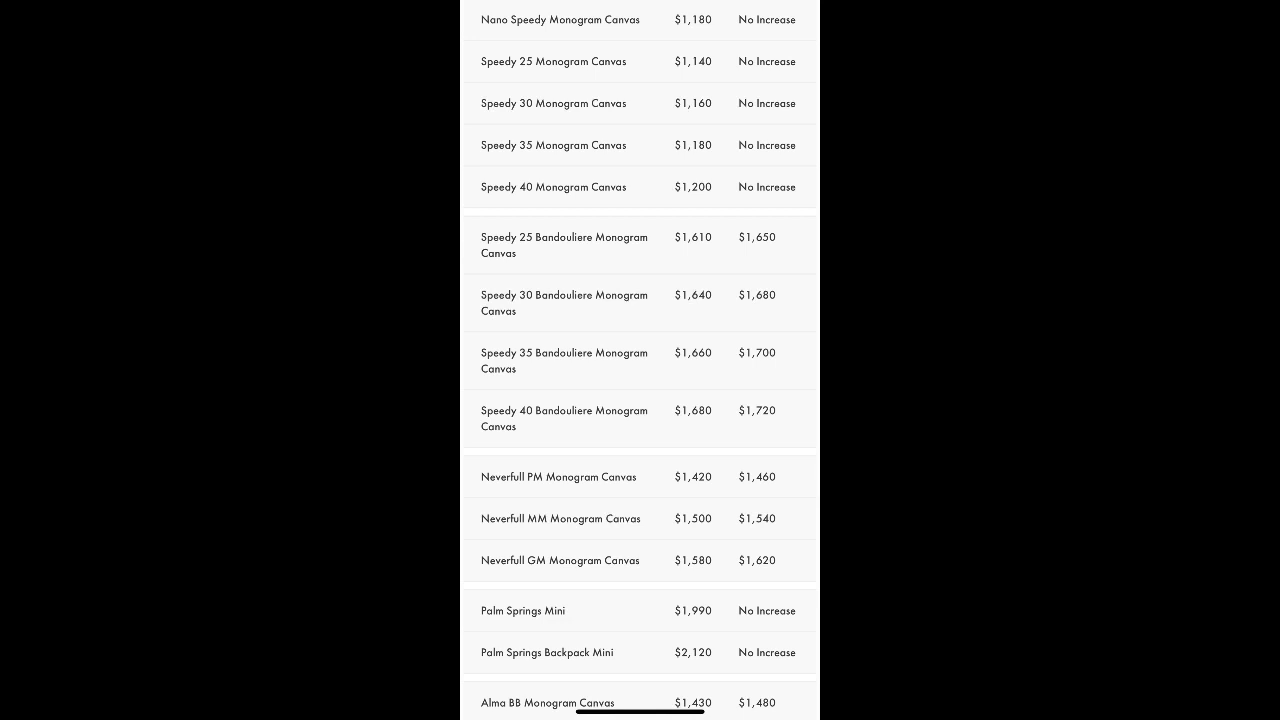 Nano Speedy Monogram Canvas $1,180 No Increase
Speedy 25 Monogram Canvas $1,140 No Increase
Speedy 30 Monogram Canvas $1,160 No Increase
Speedy 35 Monogram Canvas $1,180 No Increase
Speedy 40 Monogram Canvas $1,200 No Increase
Speedy 25 Bandouliere Monogram $1,610 $1,650
Canvas
Speedy 30 Bandouliere Monogram $1,640 $1,680
Canvas
Speedy 35 Bandouliere Monogram $1,660 $1,700
Canvas
Speedy 40 Bandouliere Monogram $1,680 $1,720
Canvas
Neverfull PM Monogram Canvas $1,420 $1,460
Neverfull MM Monogram Canvas $1,500 $1,540
Neverfull GM Monogram Canvas $1,580 $1,620
Palm Springs Mini $1,990 No Increase
Palm Springs Backpack Mini $2,120 No Increase
Alma BB Monogram Canvas $1,430 $1,480